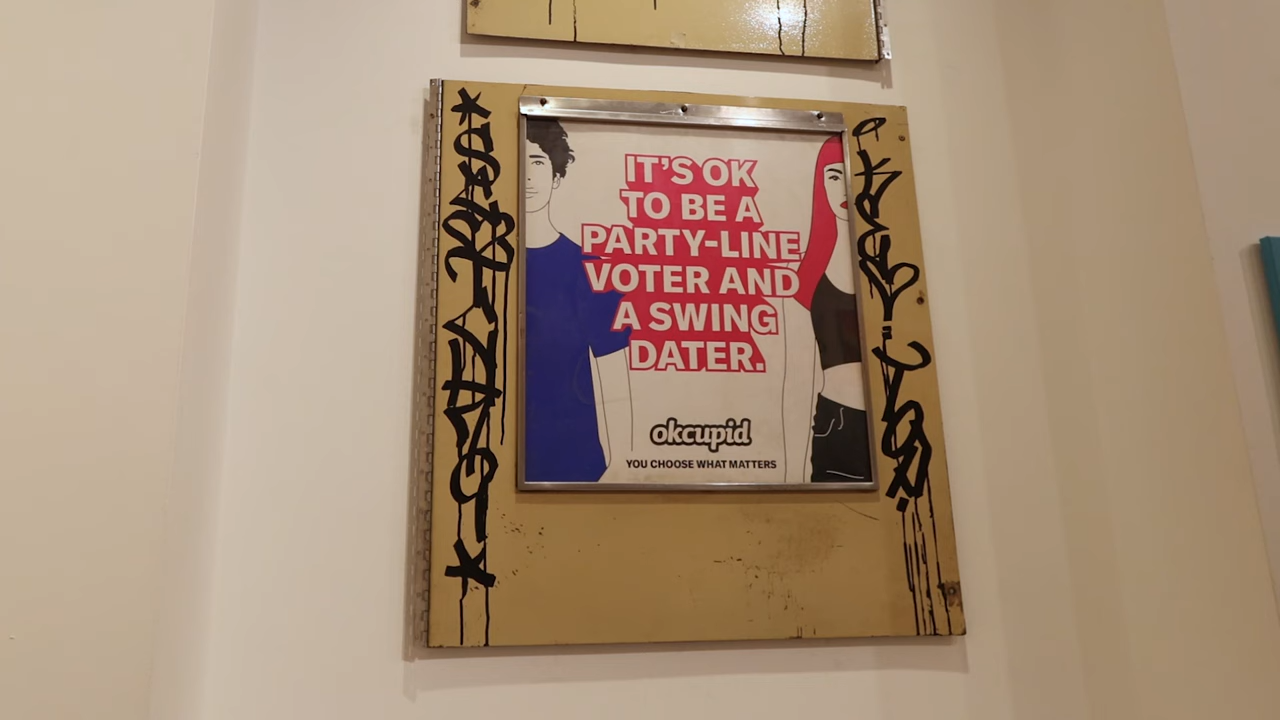 IT'S OK
TO BE A
PARTY-LINE
VOTER AND
A SWING
DATER.
okcupid
YOU CHOOSE WHAT MATTERS